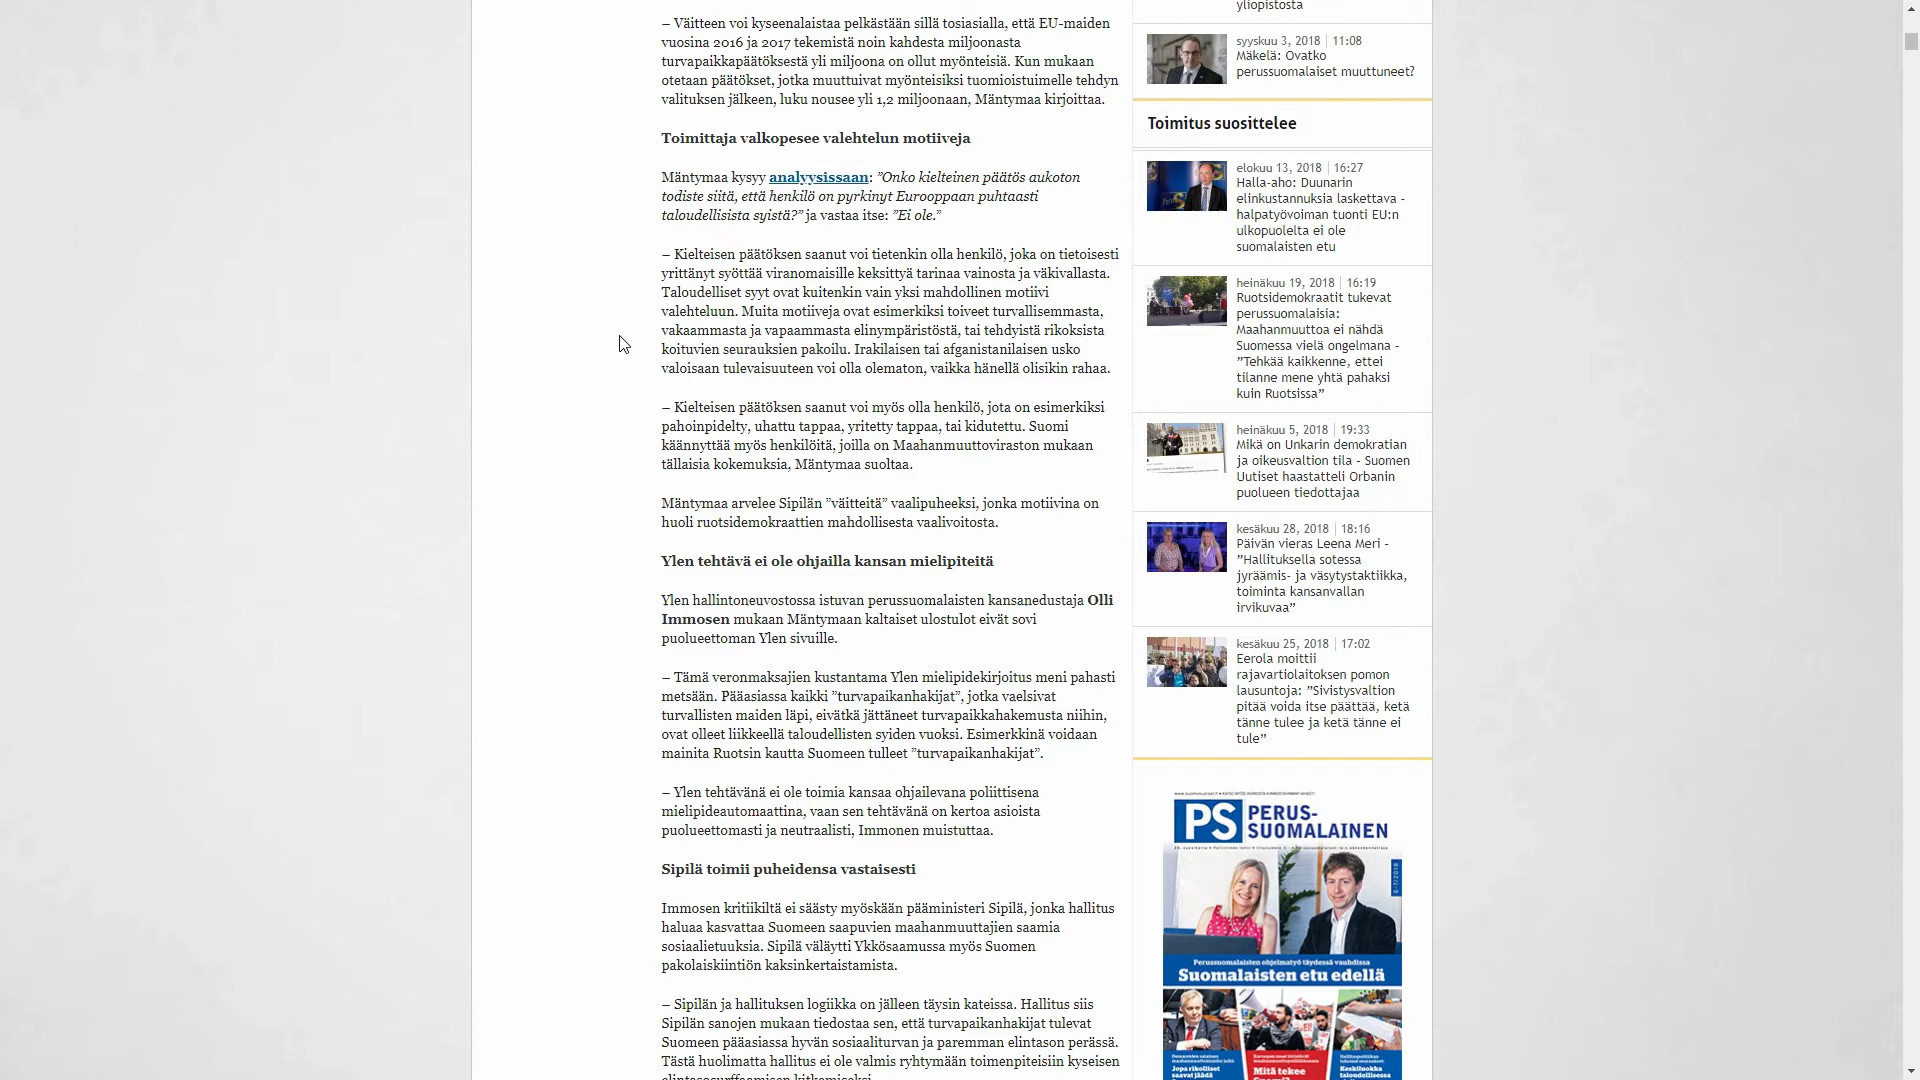 – Väitteen voi kyseenalaistaa pelkästään sillä tosiasialla, että EU-maiden
vuosina 2016 ja 2017 tekemistä noin kahdesta miljoonasta
turvapaikkapäätöksestä yli miljoona on ollut myönteisiä. Kun mukaan
otetaan päätökset, jotka muuttuivat myönteisiksi tuomioistuimelle tehdyn
valituksen jälkeen, luku nousee yli 1,2 miljoonaan, Mäntymaa kirjoittaa.
Toimittaja valkopesee valehtelun motiiveja
Mäntymaa kysyy analyysissaan: ”Onko kielteinen päätös aukoton
todiste siitä, että henkilö on pyrkinyt Eurooppaan puhtaasti
taloudellisista syistä?” ja vastaa itse: ”Ei ole.”
– Kielteisen päätöksen saanut voi tietenkin olla henkilö, joka on tietoisesti
yrittänyt syöttää viranomaisille keksittyä tarinaa vainosta ja väkivallasta.
Taloudelliset syyt ovat kuitenkin vain yksi mahdollinen motiivi
valehteluun. Muita motiiveja ovat esimerkiksi toiveet turvallisemmasta,
vakaammasta ja vapaammasta elinympäristöstä, tai tehdyistä rikoksista
koituvien seurauksien pakoilu. Irakilaisen tai afganistanilaisen usko
valoisaan tulevaisuuteen voi olla olematon, vaikka hänellä olisikin rahaa.
– Kielteisen päätöksen saanut voi myös olla henkilö, jota on esimerkiksi
pahoinpidelty, uhattu tappaa, yritetty tappaa, tai kidutettu. Suomi
käännyttää myös henkilöitä, joilla on Maahanmuuttoviraston mukaan
tällaisia kokemuksia, Mäntymaa suoltaa.
Mäntymaa arvelee Sipilän ”väitteitä” vaalipuheeksi, jonka motiivina on
huoli ruotsidemokraattien mahdollisesta vaalivoitosta.
Ylen tehtävä ei ole ohjailla kansan mielipiteitä
Ylen hallintoneuvostossa istuvan perussuomalaisten kansanedustaja Olli
Immosen mukaan Mäntymaan kaltaiset ulostulot eivät sovi
puolueettoman Ylen sivuille.
– Tämä veronmaksajien kustantama Ylen mielipidekirjoitus meni pahasti
metsään. Pääasiassa kaikki ”turvapaikanhakijat”, jotka vaelsivat
turvallisten maiden läpi, eivätkä jättäneet turvapaikkahakemusta niihin,
ovat olleet liikkeellä taloudellisten syiden vuoksi. Esimerkkinä voidaan
mainita Ruotsin kautta Suomeen tulleet ”turvapaikanhakijat”.
– Ylen tehtävänä ei ole toimia kansaa ohjailevana poliittisena
mielipideautomaattina, vaan sen tehtävänä on kertoa asioista
puolueettomasti ja neutraalisti, Immonen muistuttaa.
Sipilä toimii puheidensa vastaisesti
Immosen kritiikiltä ei säästy myöskään pääministeri Sipilä, jonka hallitus
haluaa kasvattaa Suomeen saapuvien maahanmuuttajien saamia
sosiaalietuuksia. Sipilä väläytti Ykkösaamussa myös Suomen
pakolaiskiintiön kaksinkertaistamista.
– Sipilän ja hallituksen logiikka on jälleen täysin kateissa. Hallitus siis
Sipilän sanojen mukaan tiedostaa sen, että turvapaikanhakijat tulevat
Suomeen pääasiassa hyvän sosiaaliturvan ja paremman elintason perässä.
Tästä huolimatta hallitus ei ole valmis ryhtymään toimenpiteisiin kyseisen
elintasosurffaamisen kitkemiseksi.
yliopistosta
syyskuu 3, 2018 | 11:08
Mäkelä: Ovatko
perussuomalaiset muuttuneet?
Toimitus suosittelee
elokuu 13, 2018 | 16:27
Halla-aho: Duunarin
elinkustannuksia laskettava -
halpatyövoiman tuonti EU:n
ulkopuolelta ei ole
suomalaisten etu
heinäkuu 19, 2018 | 16:19
Ruotsidemokraatit tukevat
perussuomalaisia:
Maahanmuuttoa ei nähdä
Suomessa vielä ongelmana -
”Tehkää kaikkenne, ettei
tilanne mene yhtä pahaksi
kuin Ruotsissa”
heinäkuu 5, 2018 | 19:33
Mikä on Unkarin demokratian
ja oikeusvaltion tila - Suomen
Uutiset haastatteli Orbanin
puolueen tiedottajaa
kesäkuu 28, 2018 | 18:16
Päivän vieras Leena Meri -
”Hallituksella sotessa
jyräämis- ja väsytystaktiikka,
toiminta kansanvallan
irvikuvaa”
kesäkuu 25, 2018 | 17:02
Eerola moittii
rajavartiolaitoksen pomon
lausuntoja: ”Sivistysvaltion
pitää voida itse päättää, ketä
tänne tulee ja ketä tänne ei
tule”
PS PERUS-
SUOMALAINEN
6-7/2018
Perussuomalaisten ohjelmatyö täydessä vauhdissa
Suomalaisten etu edellä
Jopa rikolliset
saavat jäädä
Mitä tekee
Keskiluokka
taloudellisessa